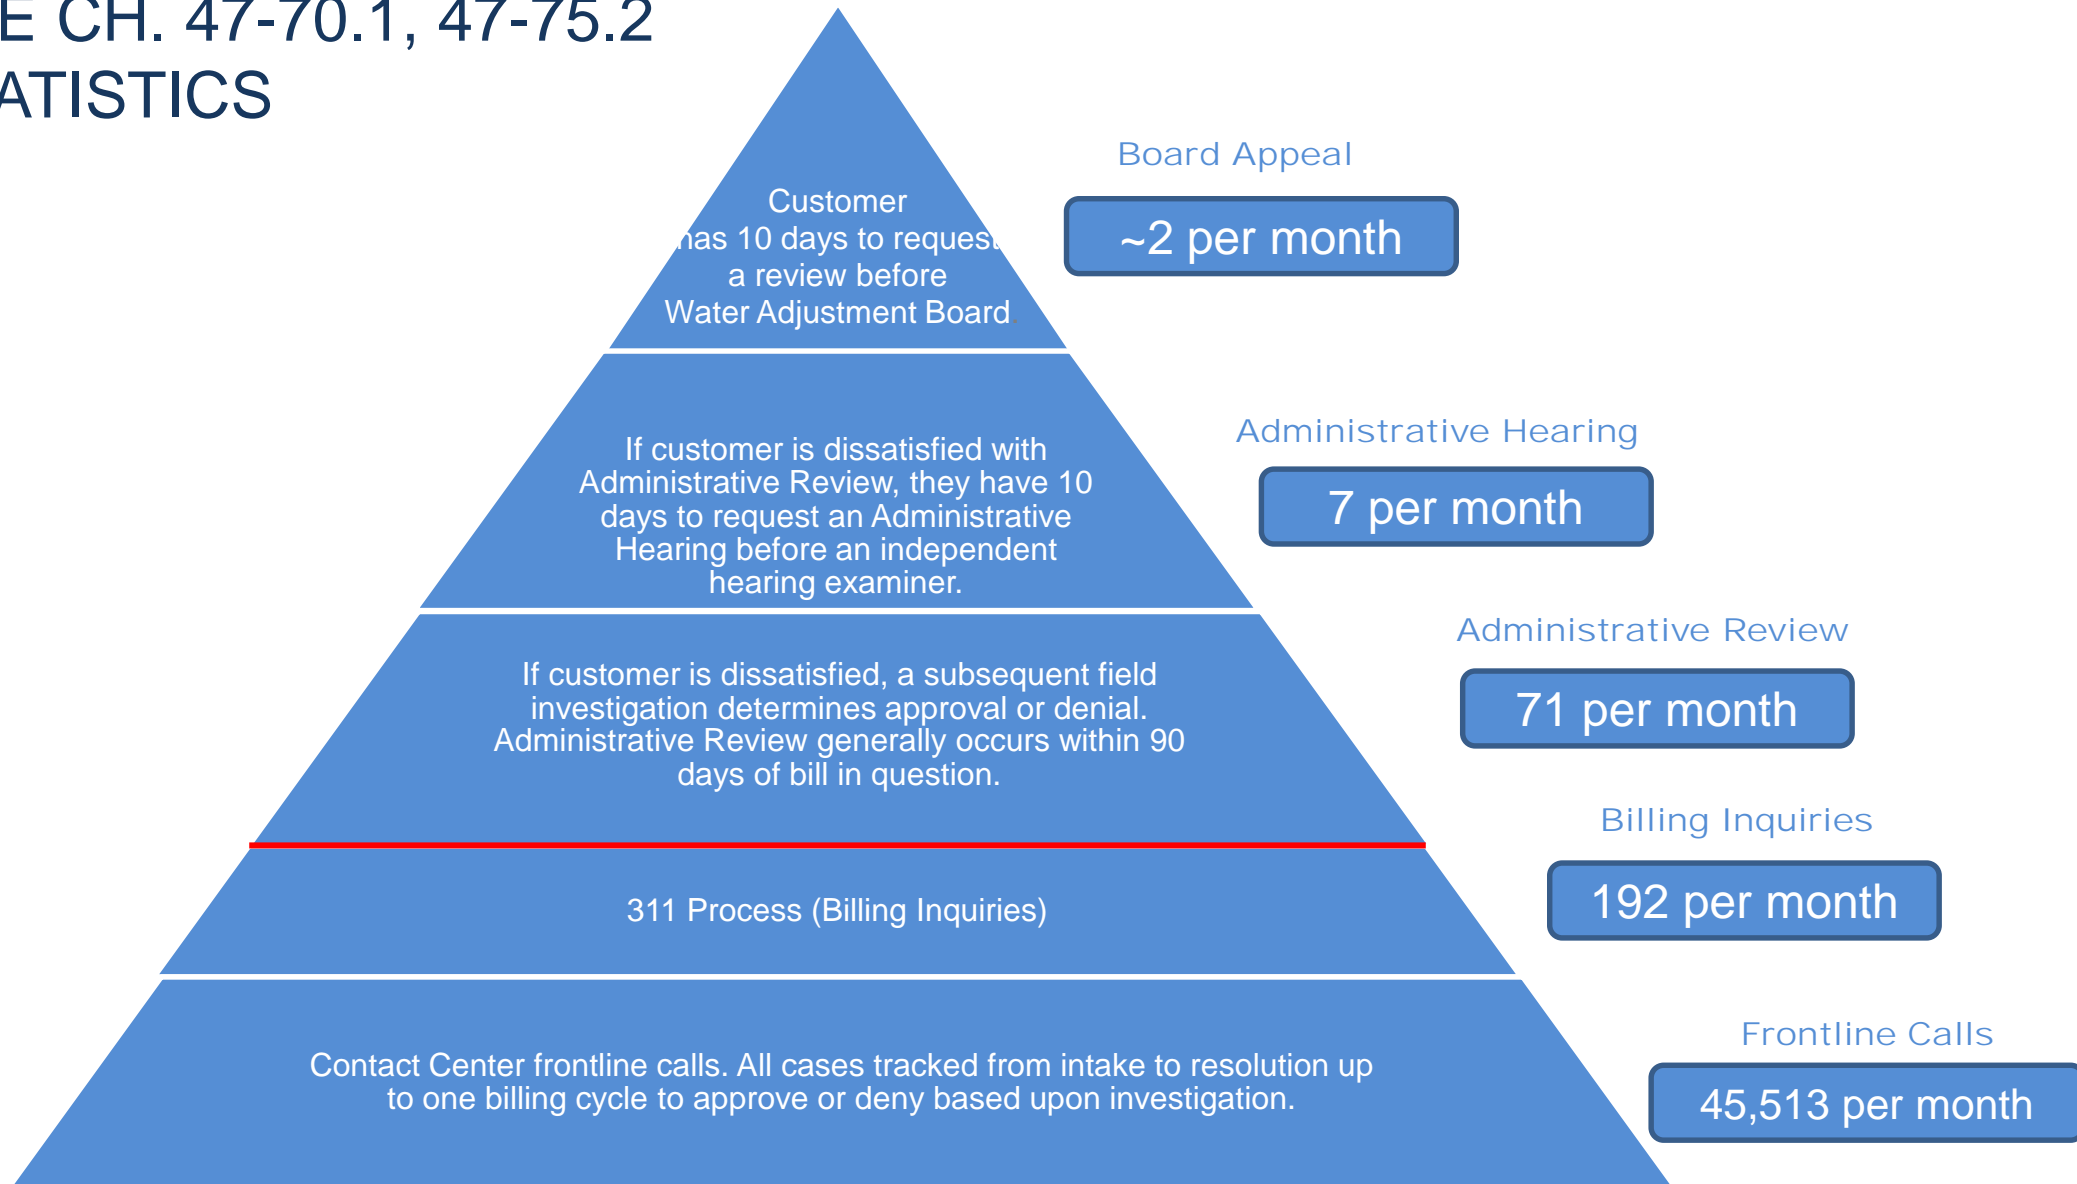 E CH. 47-70.1, 47-75.2
ATISTICS
Customer
has 10 days to request
a review before
Water Adjustment Board.
Board Appeal
~2 per month
If customer is dissatisfied with
Administrative Review, they have 10
days to request an Administrative
Hearing before an independent
hearing examiner.
Administrative Hearing
7 per month
If customer is dissatisfied, a subsequent field
investigation determines approval or denial.
Administrative Review generally occurs within 90
days of bill in question.
Administrative Review
71 per month
311 Process (Billing Inquiries)
Billing Inquiries
192 per month
Contact Center frontline calls. All cases tracked from intake to resolution up
to one billing cycle to approve or deny based upon investigation.
Frontline Calls
45,513 per month